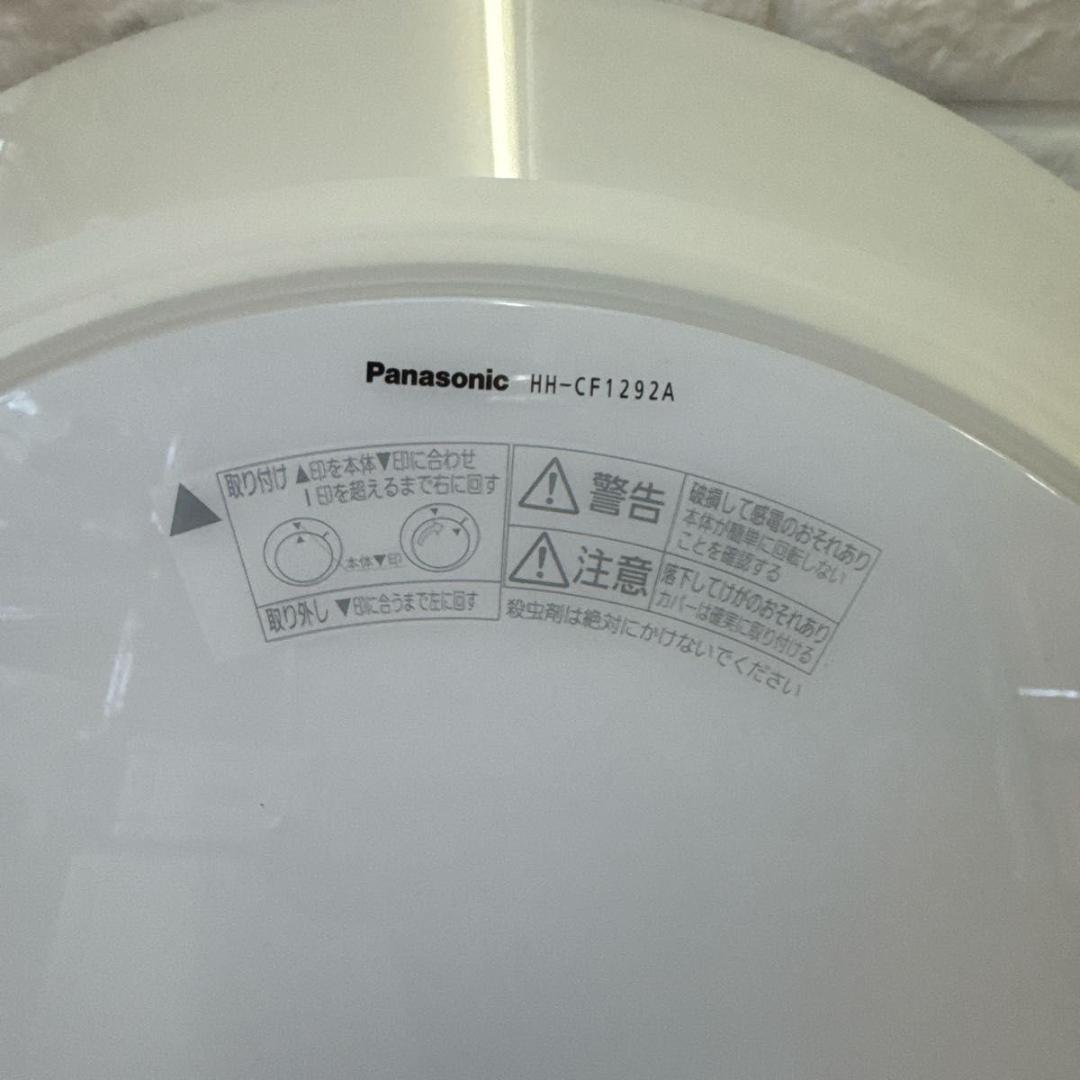 Panasonic HH-CF1292A
取り付け ▲印を本体▼印に合わせ
|印を超えるまで右に回す
本体▼印
取り外し ▼印に合うまで左に回す
警告
破損して感電のおそれあり
本体が簡単に回転しない
ことを確認する
注意
落下してけがのおそれあり
カバーは確実に取り付ける
殺虫剤は絶対にかけないでください